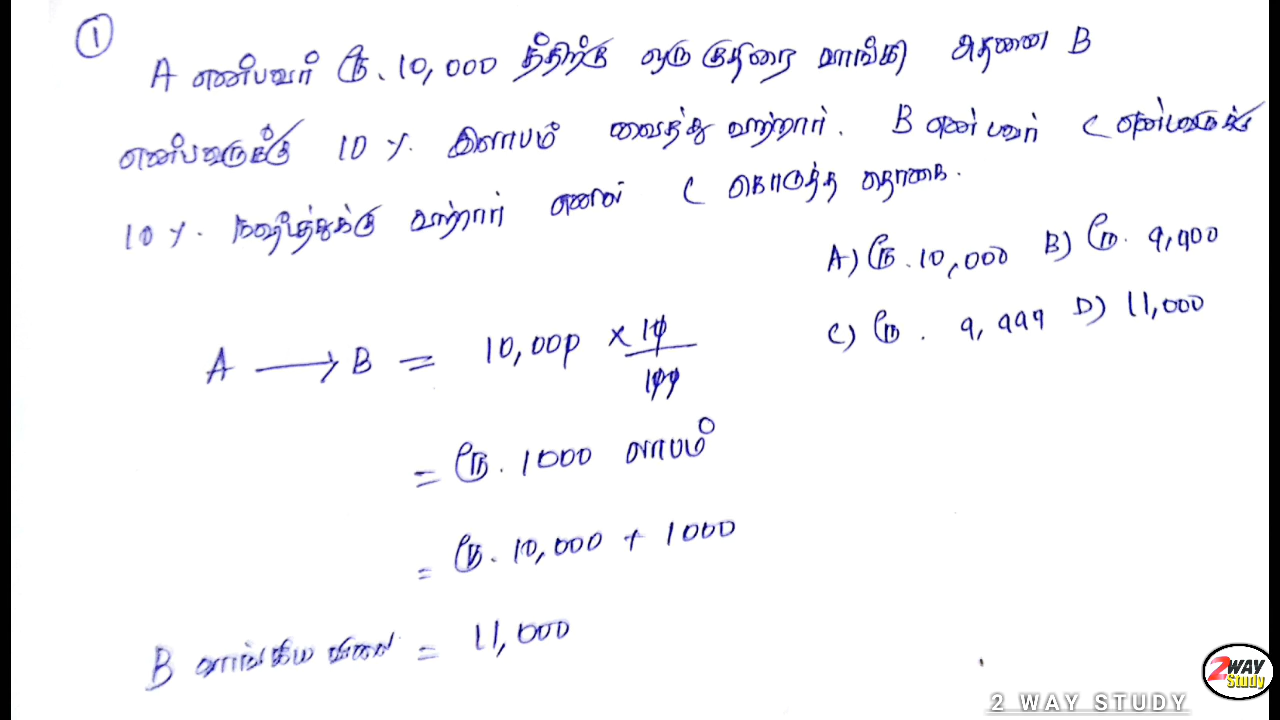 ①
A என்பவர் ரூ. 10,000 த்திற்கு ஒரு குதிரை வாங்கி அதனை B
என்பவருக்கு 10 %. இலாபம் வைத்து விற்றார். B என்பவர் C என்பவருக்கு
10 %. நஷ்டத்துக்கு விற்றார் எனில் C கொடுத்த தொகை.
A) ரூ. 10,000 B) ரூ. 9,900
C) ரூ. 9,999 D) 11,000
A → B = 10,000 × 10/100
= ரூ. 1000 லாபம்
= ரூ. 10,000 + 1000
B வாங்கிய விலை = 11,000
2WAY Study
2 WAY STUDY